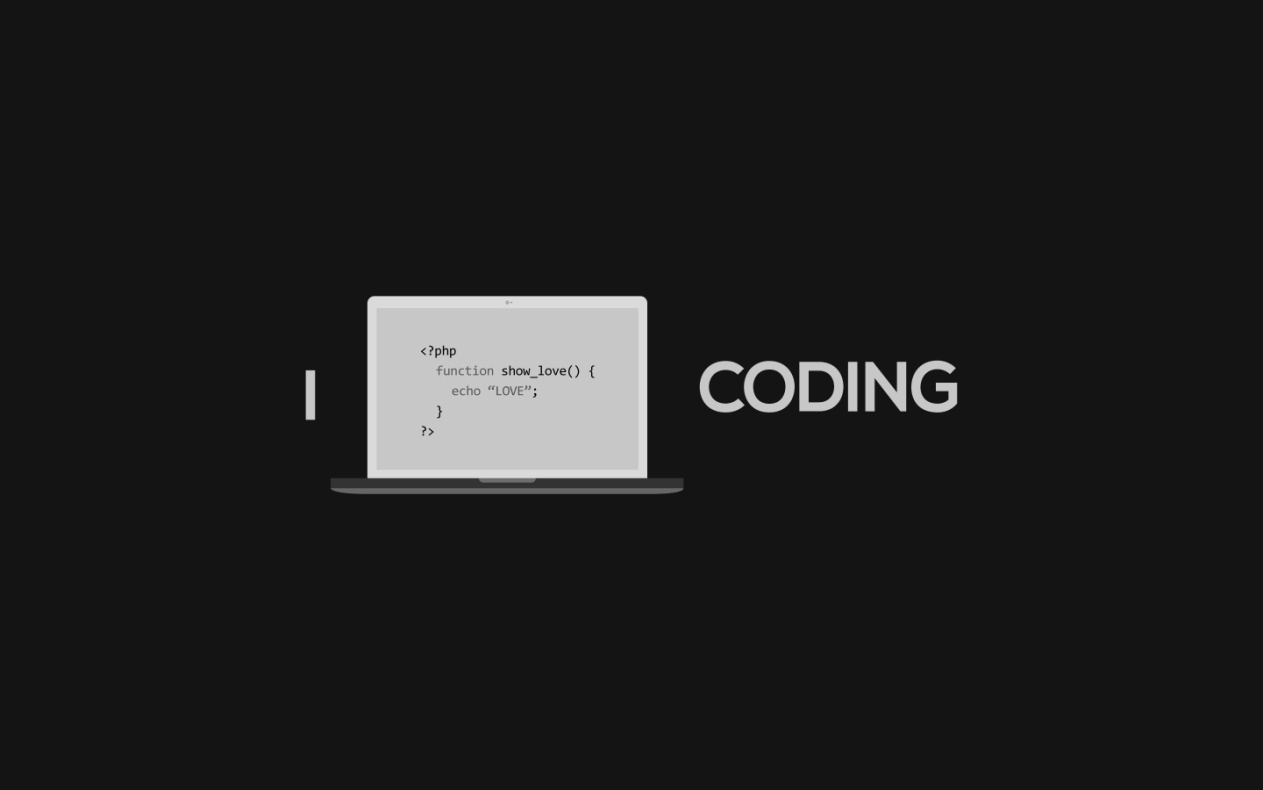 I
<?php
function show_love() {
echo “LOVE”;
}
?>
CODING